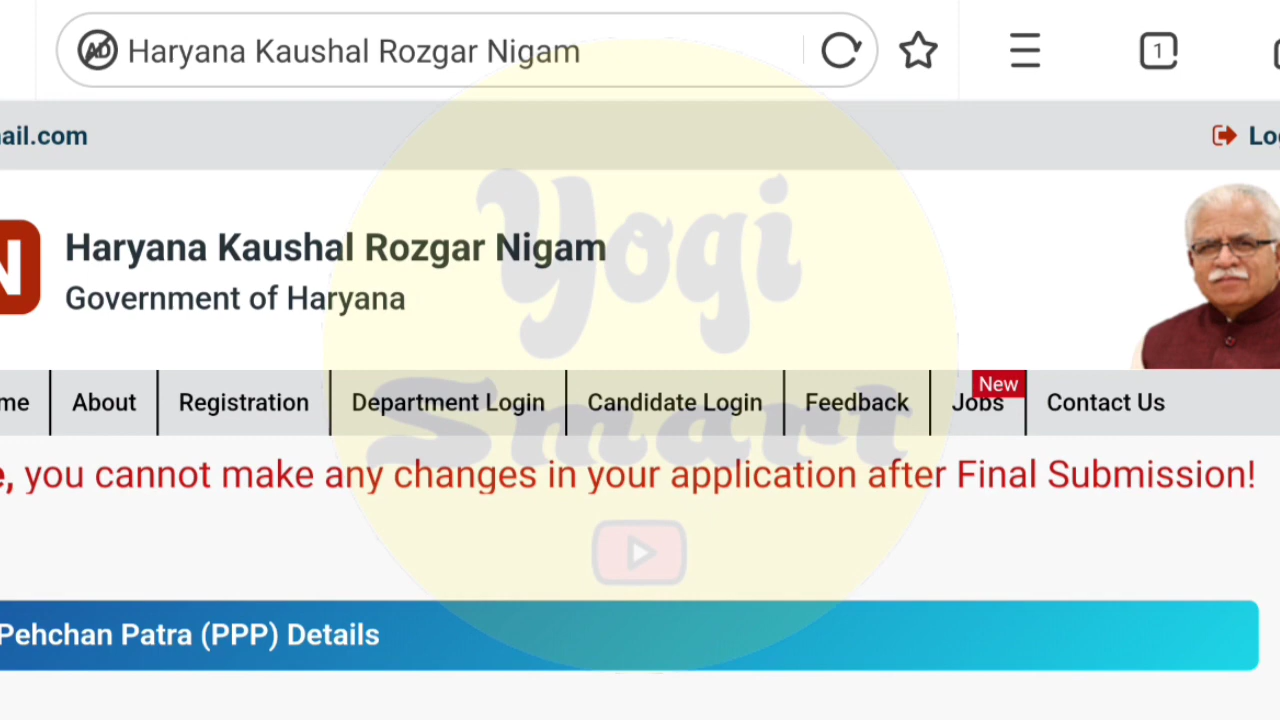 Haryana Kaushal Rozgar Nigam
1
ail.com
Log
N
Haryana Kaushal Rozgar Nigam
Government of Haryana
Yogi
Smart
me
About
Registration
Department Login
Candidate Login
Feedback
Jobs
New
Contact Us
e, you cannot make any changes in your application after Final Submission!
Pehchan Patra (PPP) Details